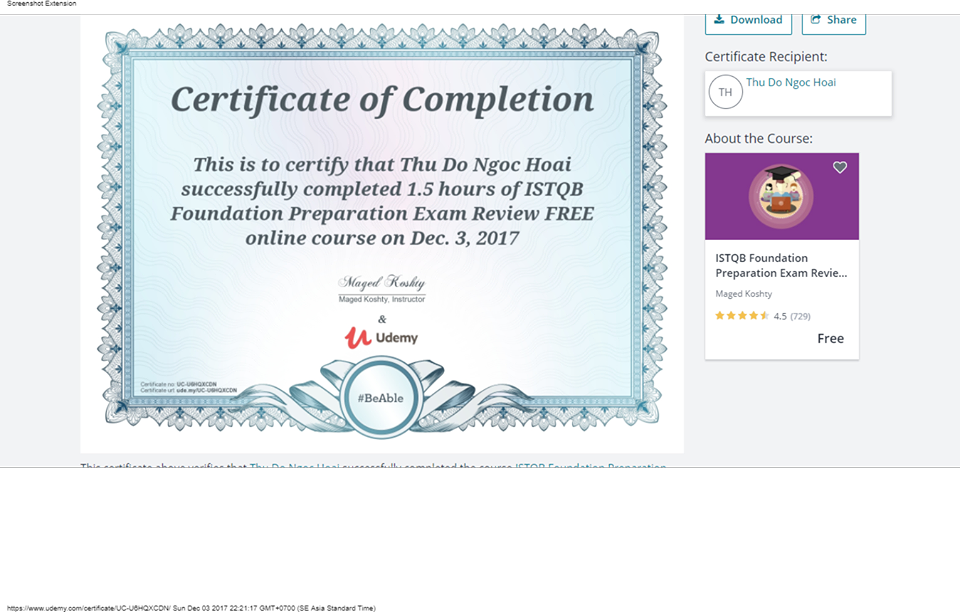 Screenshot Extension
Download
Share
Certificate of Completion
This is to certify that Thu Do Ngoc Hoai
successfully completed 1.5 hours of ISTQB
Foundation Preparation Exam Review FREE
online course on Dec. 3, 2017
Maged Koshty
Maged Koshty, Instructor
&
Udemy
#BeAble
Certificate no: UC-U6HQXCDN
Certificate url: ude.my/UC-U6HQXCDN
Certificate Recipient:
TH
Thu Do Ngoc Hoai
About the Course:
ISTQB Foundation
Preparation Exam Revie...
Maged Koshty
4.5 (729)
Free
This certificate above verifies that Thu Do Ngoc Hoai successfully completed the course ISTQB Foundation Preparation
https://www.udemy.com/certificate/UC-U6HQXCDN/ Sun Dec 03 2017 22:21:17 GMT+0700 (SE Asia Standard Time)